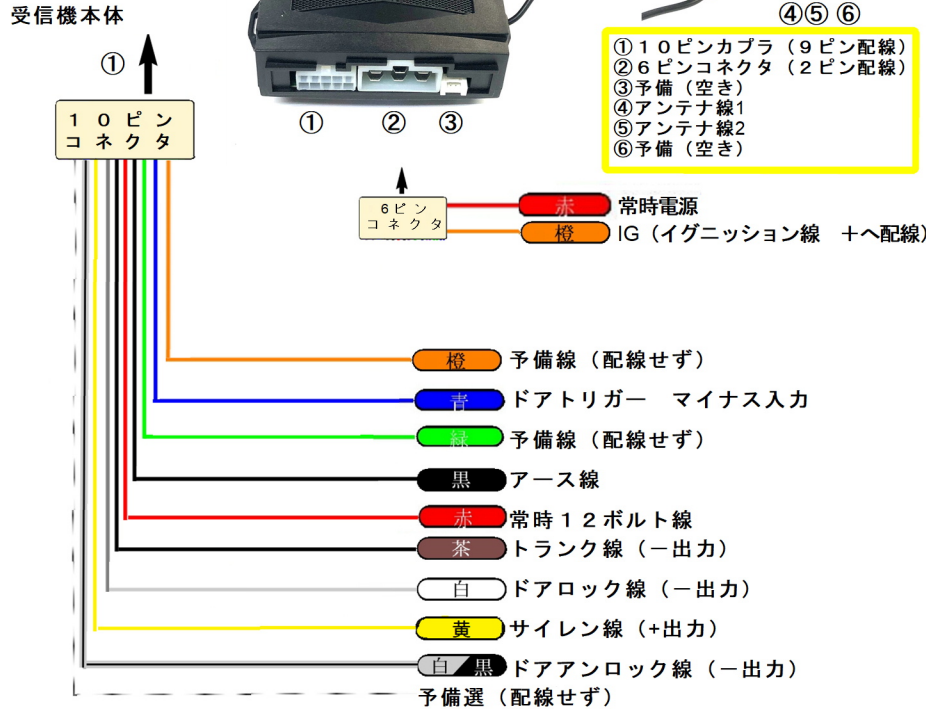 受信機本体
④⑤ ⑥
①１０ピンカプラ（９ピン配線）
②６ピンコネクタ（２ピン配線）
③予備（空き）
④アンテナ線1
⑤アンテナ線2
⑥予備（空き）
①
① ② ③
１０ピン
コネクタ
６ピン
コネクタ
赤 常時電源
橙 IG（イグニッション線　＋へ配線）
橙 予備線（配線せず）
青 ドアトリガー　マイナス入力
緑 予備線（配線せず）
黒 アース線
赤 常時１２ボルト線
茶 トランク線（－出力）
白 ドアロック線（－出力）
黄 サイレン線（+出力）
白 黒 ドアアンロック線（－出力）
予備選（配線せず）